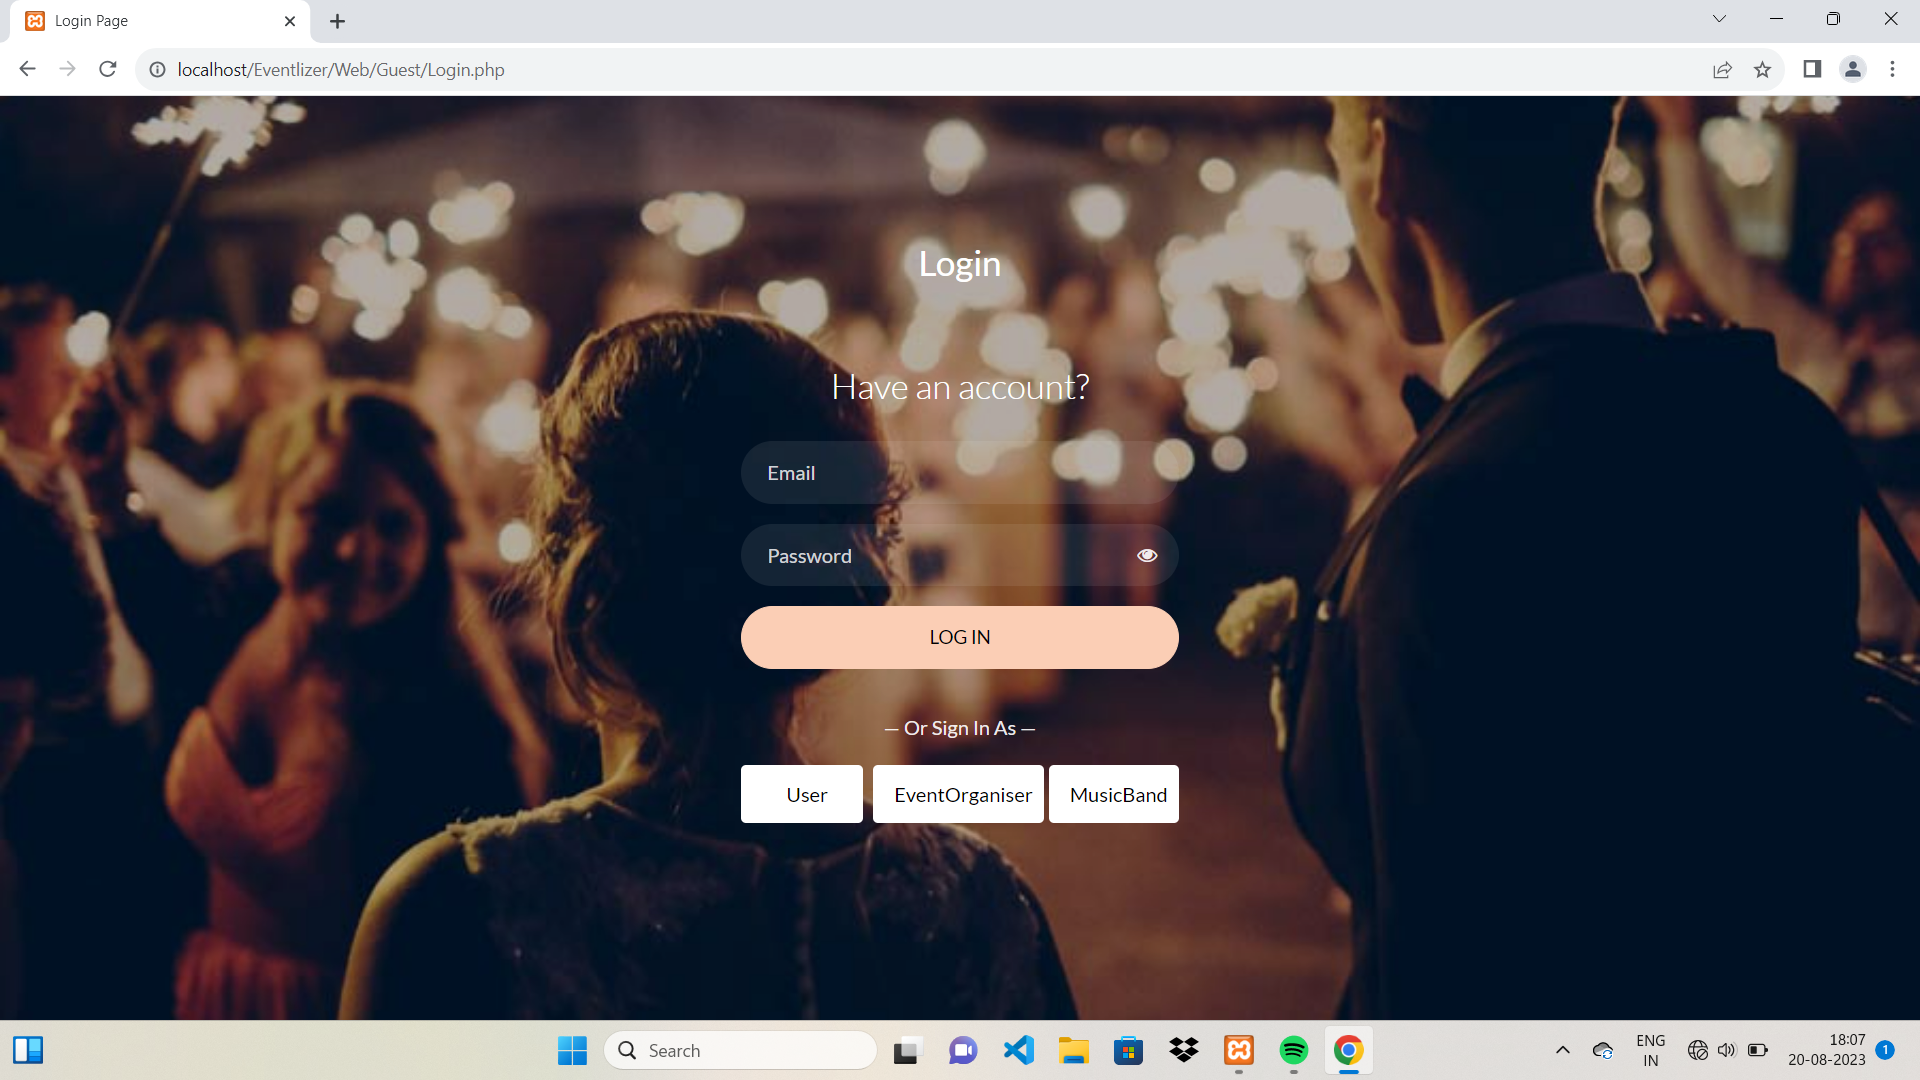 Login Page
localhost/Eventlizer/Web/Guest/Login.php
Login
Have an account?
Email
Password
LOG IN
— Or Sign In As —
User
EventOrganiser
MusicBand
Search
ENG
IN
18:07
20-08-2023
1